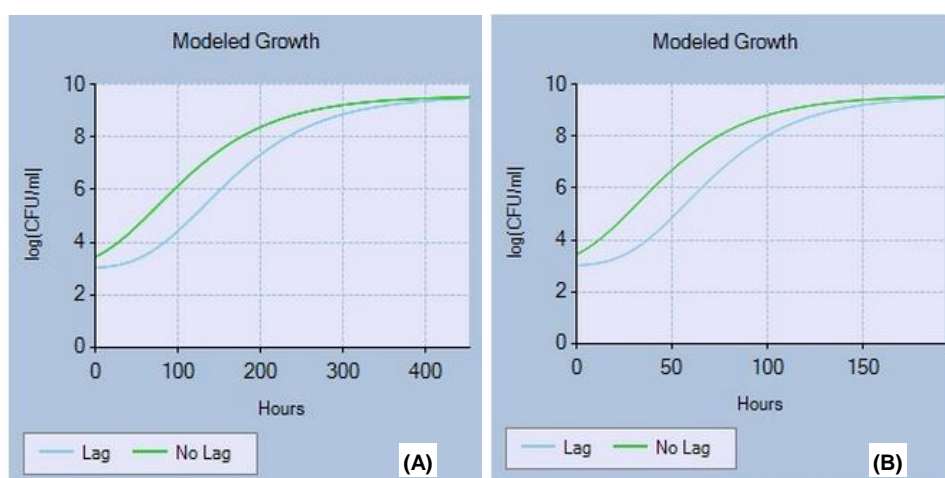 Modeled Growth
10
8
6
4
2
0
log(CFU/ml|
0 100 200 300 400
Hours
Lag No Lag
(A)
Modeled Growth
10
8
6
4
2
0
log(CFU/ml|
0 50 100 150
Hours
Lag No Lag
(B)